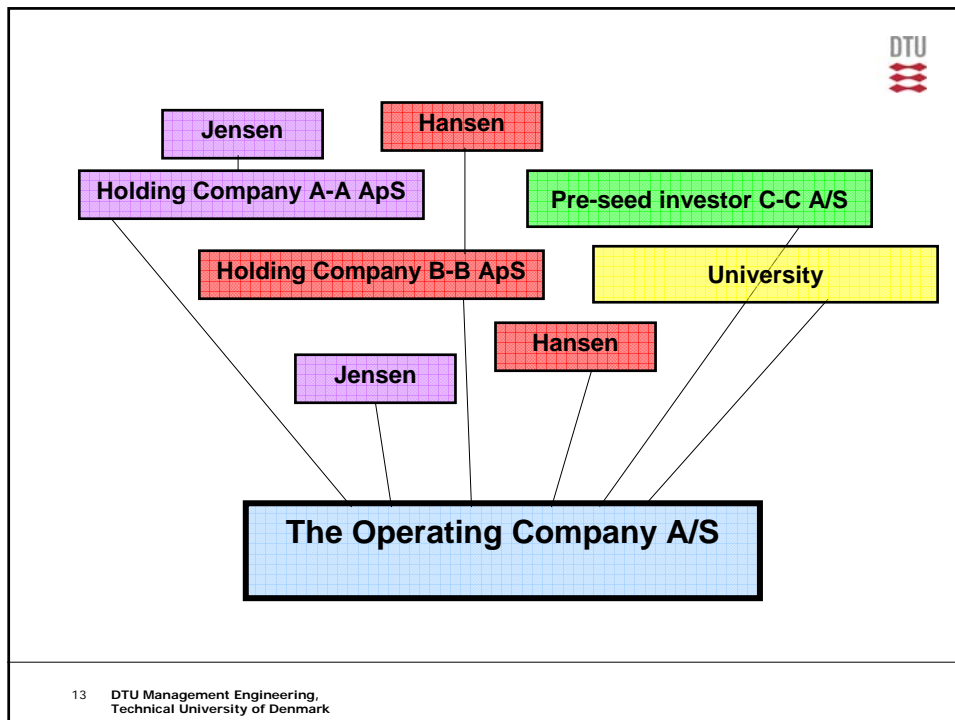 DTU
Jensen
Hansen
Holding Company A-A ApS
Pre-seed investor C-C A/S
Holding Company B-B ApS
University
Hansen
Jensen
The Operating Company A/S
13 DTU Management Engineering,
Technical University of Denmark